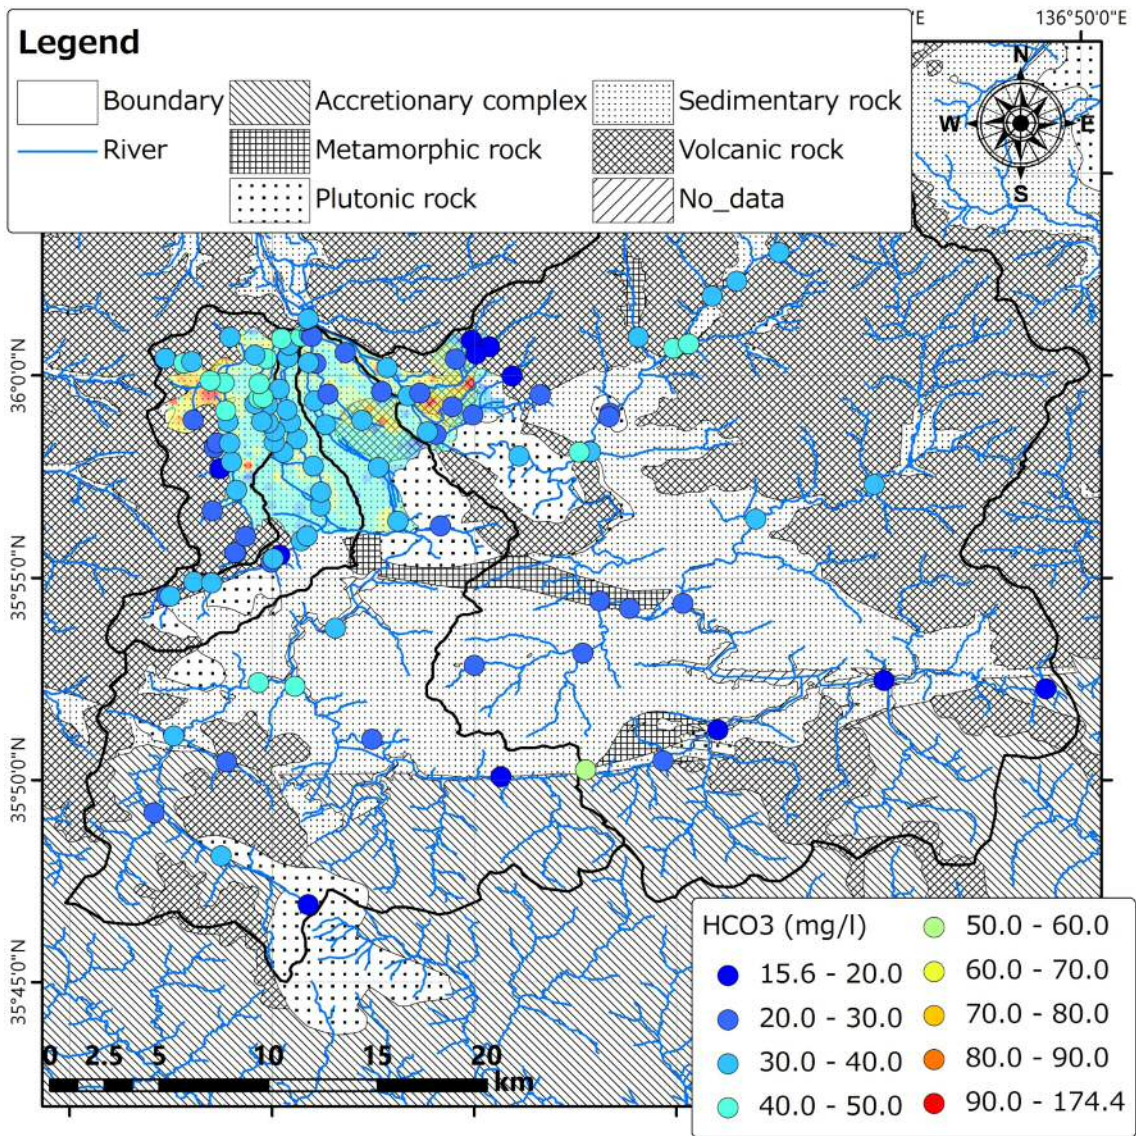 'E
136°50'0"E
Legend
Boundary
Accretionary complex
Sedimentary rock
River
Metamorphic rock
Volcanic rock
Plutonic rock
No_data
N
W
E
S
36°0'0"N
35°55'0"N
35°50'0"N
35°45'0"N
0 2.5 5 10 15 20
km
HCO3 (mg/l)
15.6 - 20.0
20.0 - 30.0
30.0 - 40.0
40.0 - 50.0
50.0 - 60.0
60.0 - 70.0
70.0 - 80.0
80.0 - 90.0
90.0 - 174.4